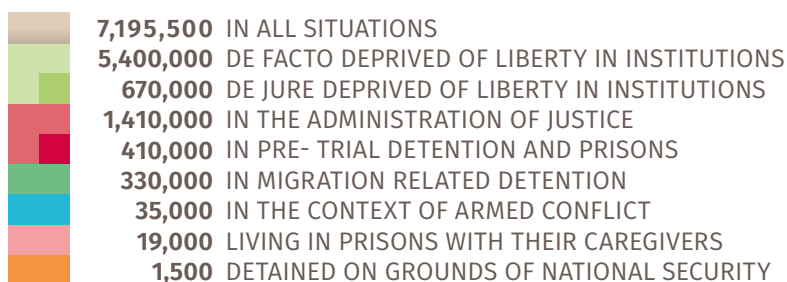 7,195,500 IN ALL SITUATIONS
5,400,000 DE FACTO DEPRIVED OF LIBERTY IN INSTITUTIONS
670,000 DE JURE DEPRIVED OF LIBERTY IN INSTITUTIONS
1,410,000 IN THE ADMINISTRATION OF JUSTICE
410,000 IN PRE- TRIAL DETENTION AND PRISONS
330,000 IN MIGRATION RELATED DETENTION
35,000 IN THE CONTEXT OF ARMED CONFLICT
19,000 LIVING IN PRISONS WITH THEIR CAREGIVERS
1,500 DETAINED ON GROUNDS OF NATIONAL SECURITY